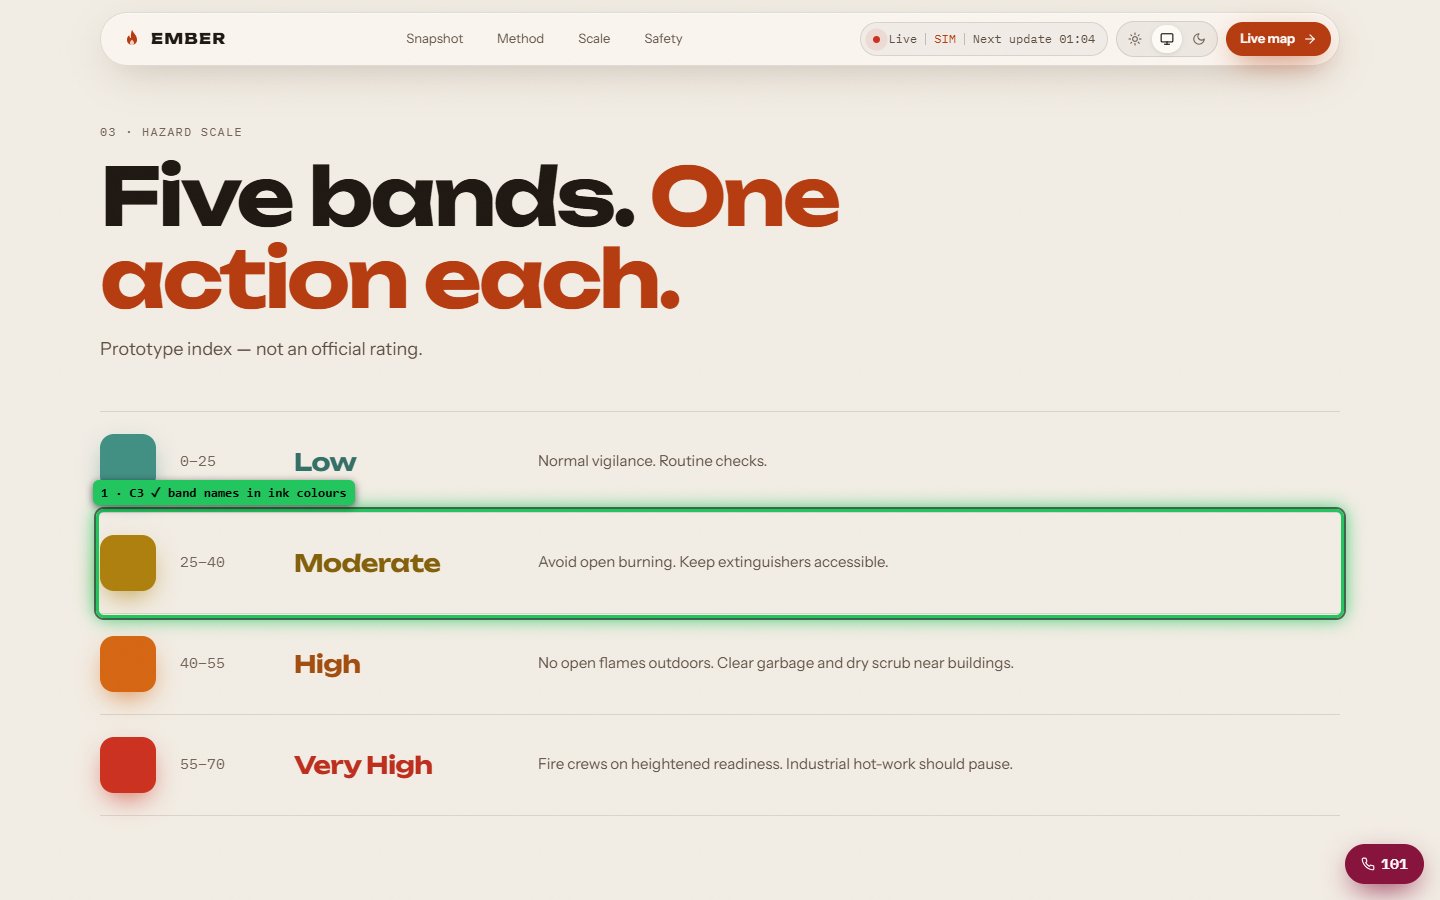 EMBER
Snapshot Method Scale Safety
Live | SIM | Next update 01:04
Live map →
03 · HAZARD SCALE
Five bands. One
action each.
Prototype index — not an official rating.
0–25 Low Normal vigilance. Routine checks.
1 · C3 ✓ band names in ink colours
25–40 Moderate Avoid open burning. Keep extinguishers accessible.
40–55 High No open flames outdoors. Clear garbage and dry scrub near buildings.
55–70 Very High Fire crews on heightened readiness. Industrial hot-work should pause.
101